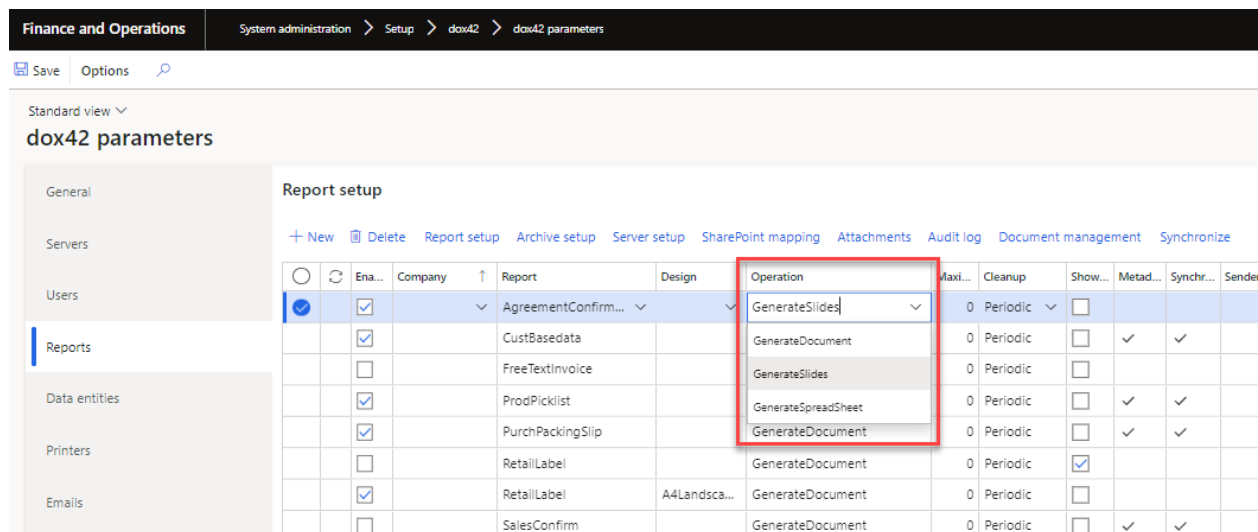 Finance and Operations System administration > Setup > dox42 > dox42 parameters
Save Options
Standard view
dox42 parameters
General
Servers
Users
Reports
Data entities
Printers
Emails
Report setup
+ New Delete Report setup Archive setup Server setup SharePoint mapping Attachments Audit log Document management Synchronize
Ena... Company ↑ Report Design Operation Maxi... Cleanup Show... Metad... Synchr... Sender
AgreementConfirm... GenerateSlides 0 Periodic
CustBasedata GenerateDocument 0 Periodic
FreeTextInvoice GenerateSlides 0 Periodic
ProdPicklist GenerateSpreadSheet 0 Periodic
PurchPackingSlip GenerateDocument 0 Periodic
RetailLabel GenerateDocument 0 Periodic
RetailLabel A4Landsca... GenerateDocument 0 Periodic
SalesConfirm GenerateDocument 0 Periodic